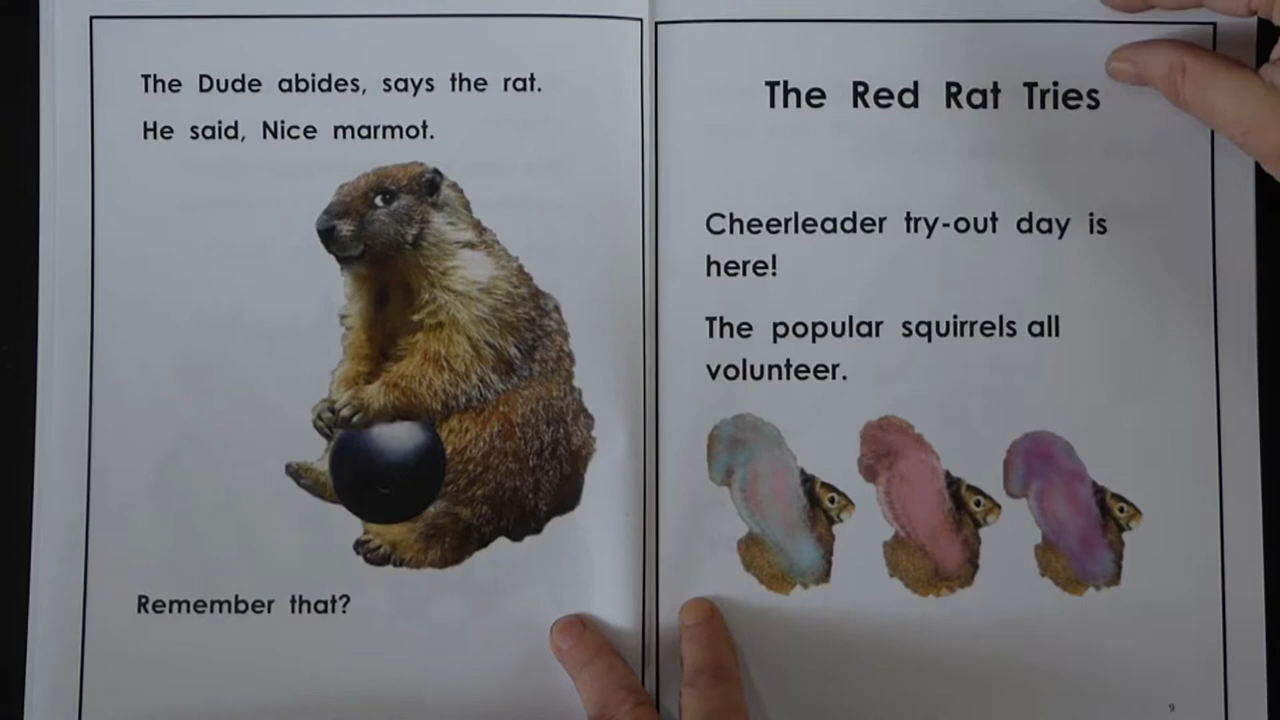 The Dude abides, says the rat.
He said, Nice marmot.
Remember that?
The Red Rat Tries
Cheerleader try-out day is
here!
The popular squirrels all
volunteer.
9